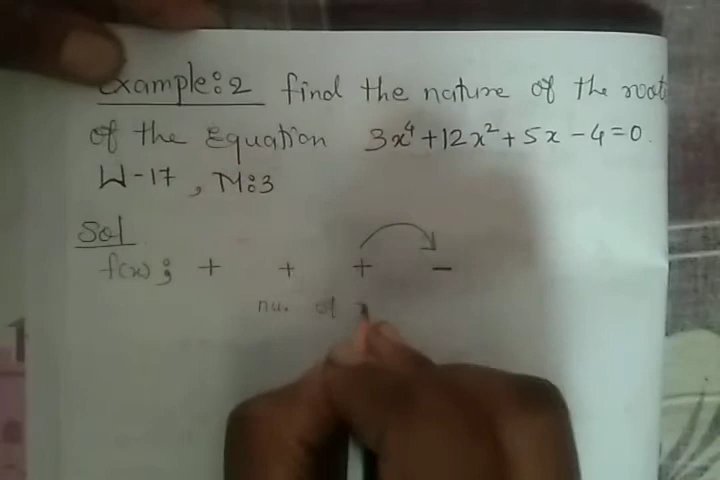 Example:2 find the nature of the root
of the Equation 3x⁴+12x²+5x-4=0.
W-17, M:3
Sol
f(x); + + + -
nu. of